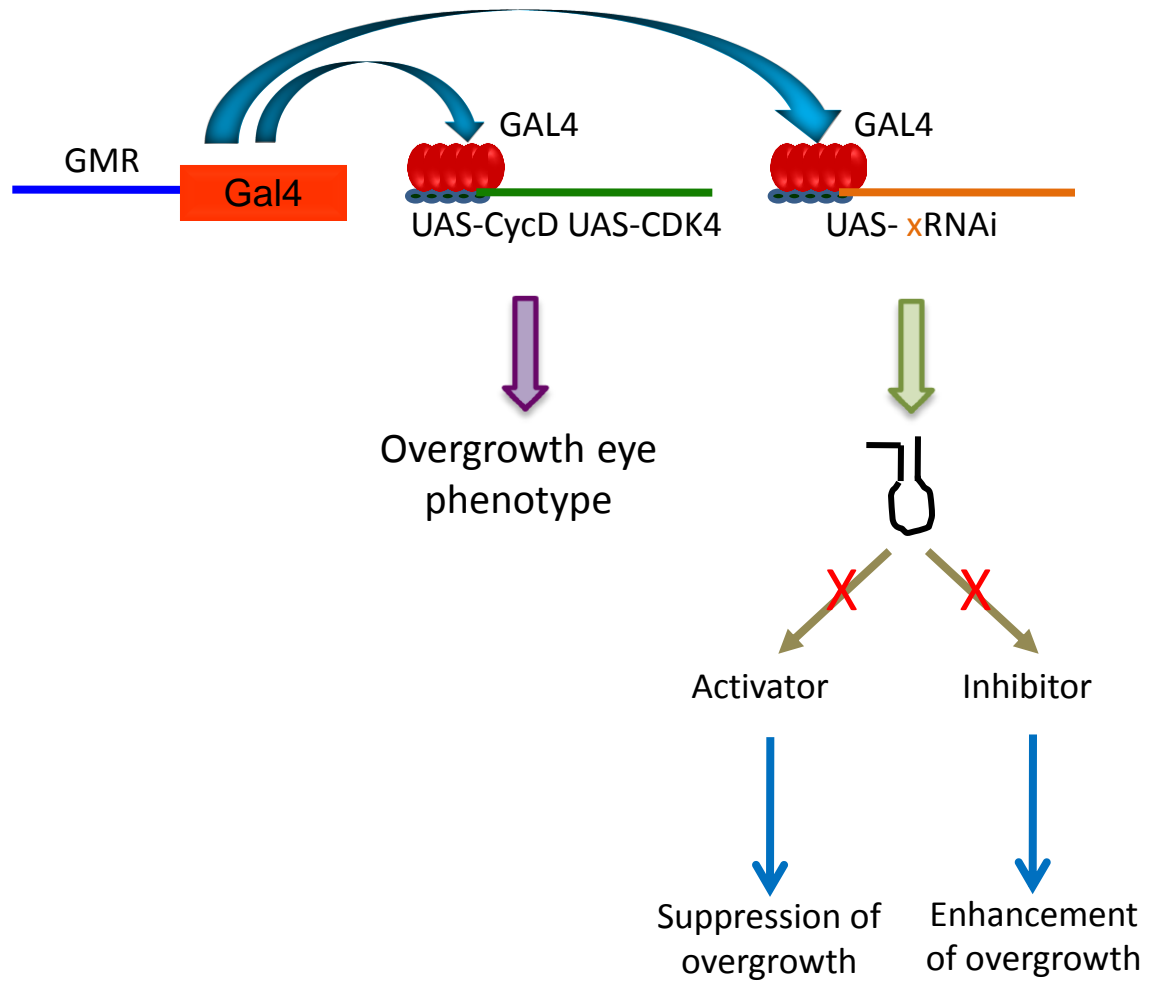 GMR
Gal4
GAL4
GAL4
UAS-CycD UAS-CDK4
UAS- xRNAi
Overgrowth eye
phenotype
X
X
Activator
Inhibitor
Suppression of
overgrowth
Enhancement
of overgrowth